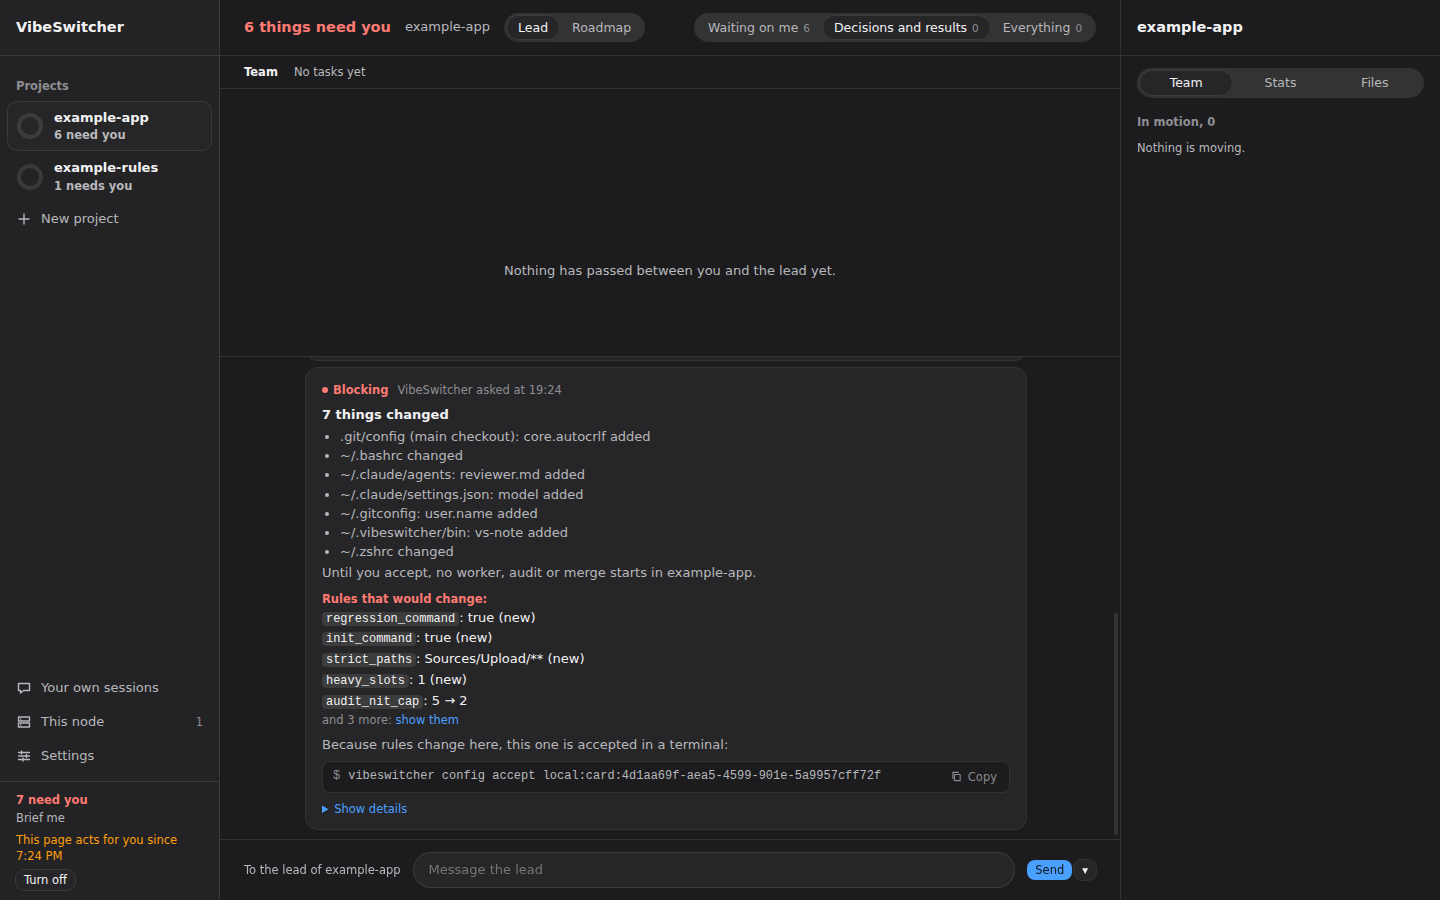 VibeSwitcher
Projects
example-app
6 need you
example-rules
1 needs you
New project
Your own sessions
This node 1
Settings
7 need you
Brief me
This page acts for you since
7:24 PM
Turn off
6 things need you example-app Lead Roadmap Waiting on me 6 Decisions and results 0 Everything 0
Team No tasks yet
Nothing has passed between you and the lead yet.
Blocking VibeSwitcher asked at 19:24
7 things changed
• .git/config (main checkout): core.autocrlf added
• ~/.bashrc changed
• ~/.claude/agents: reviewer.md added
• ~/.claude/settings.json: model added
• ~/.gitconfig: user.name added
• ~/.vibeswitcher/bin: vs-note added
• ~/.zshrc changed
Until you accept, no worker, audit or merge starts in example-app.
Rules that would change:
regression_command: true (new)
init_command: true (new)
strict_paths: Sources/Upload/** (new)
heavy_slots: 1 (new)
audit_nit_cap: 5 → 2
and 3 more: show them
Because rules change here, this one is accepted in a terminal:
$ vibeswitcher config accept local:card:4d1aa69f-aea5-4599-901e-5a9957cff72f Copy
Show details
To the lead of example-app Message the lead Send
example-app
Team Stats Files
In motion, 0
Nothing is moving.